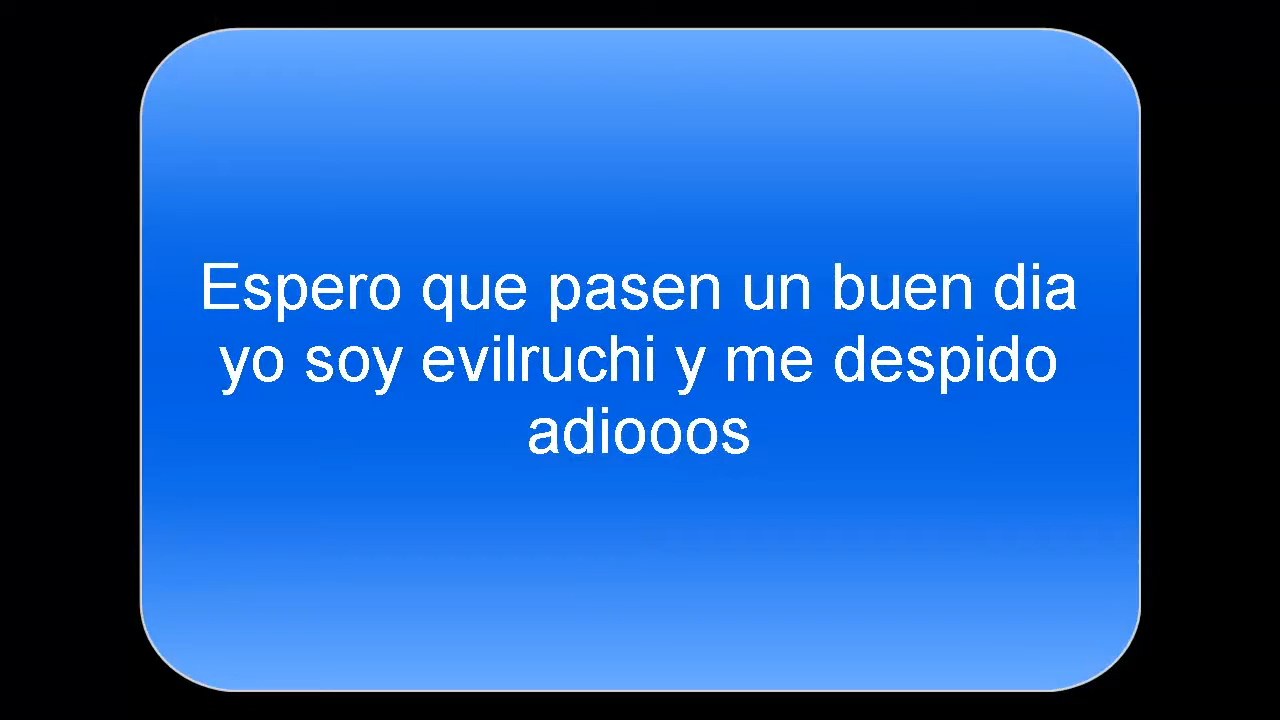 Espero que pasen un buen dia
yo soy evilruchi y me despido
adiooos